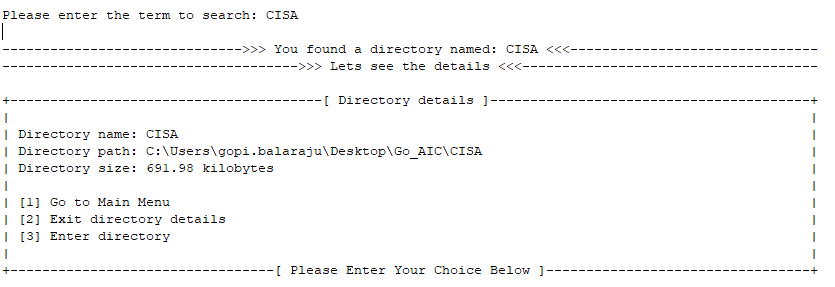 Please enter the term to search: CISA
------------------------------>>> You found a directory named: CISA <<<-------------------------------
------------------------------------->>> Lets see the details <<<-------------------------------------
+---------------------------------------[ Directory details ]----------------------------------------+
| Directory name: CISA |
| Directory path: C:\Users\gopi.balaraju\Desktop\Go_AIC\CISA |
| Directory size: 691.98 kilobytes |
| [1] Go to Main Menu |
| [2] Exit directory details |
| [3] Enter directory |
+---------------------------------[ Please Enter Your Choice Below ]---------------------------------+